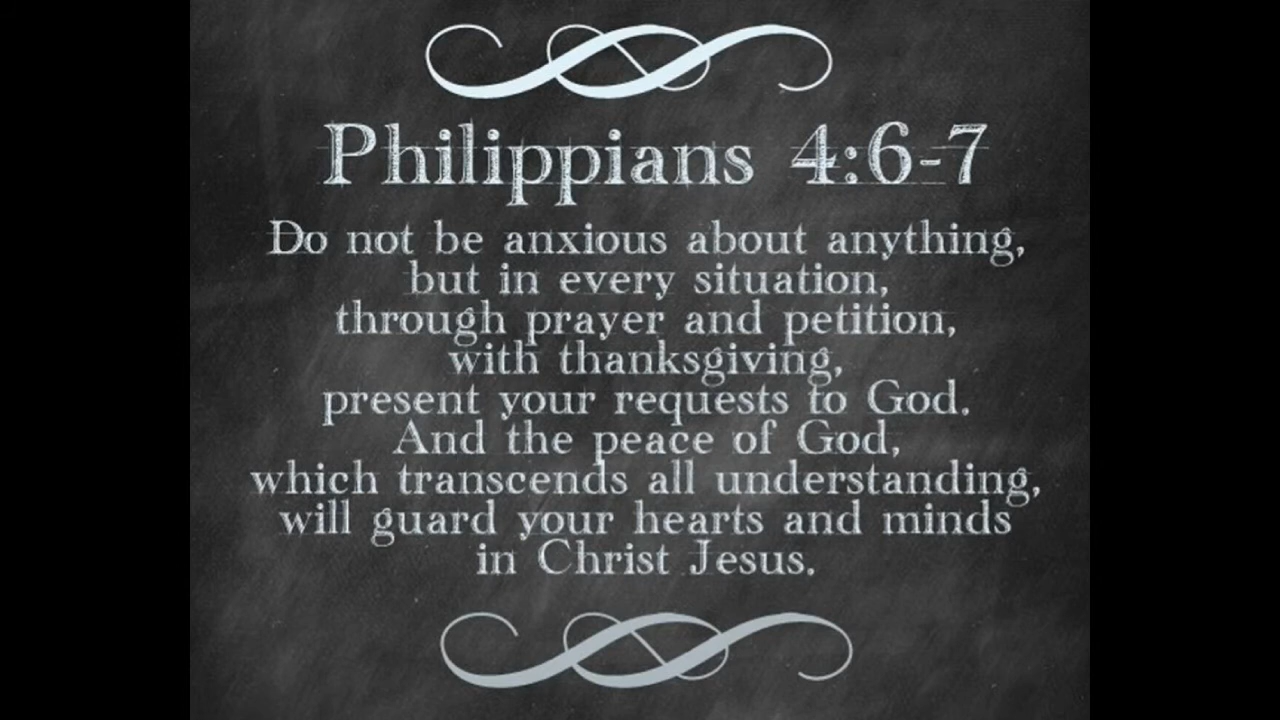 Philippians 4:6-7
Do not be anxious about anything,
but in every situation,
through prayer and petition,
with thanksgiving,
present your requests to God.
And the peace of God,
which transcends all understanding,
will guard your hearts and minds
in Christ Jesus.